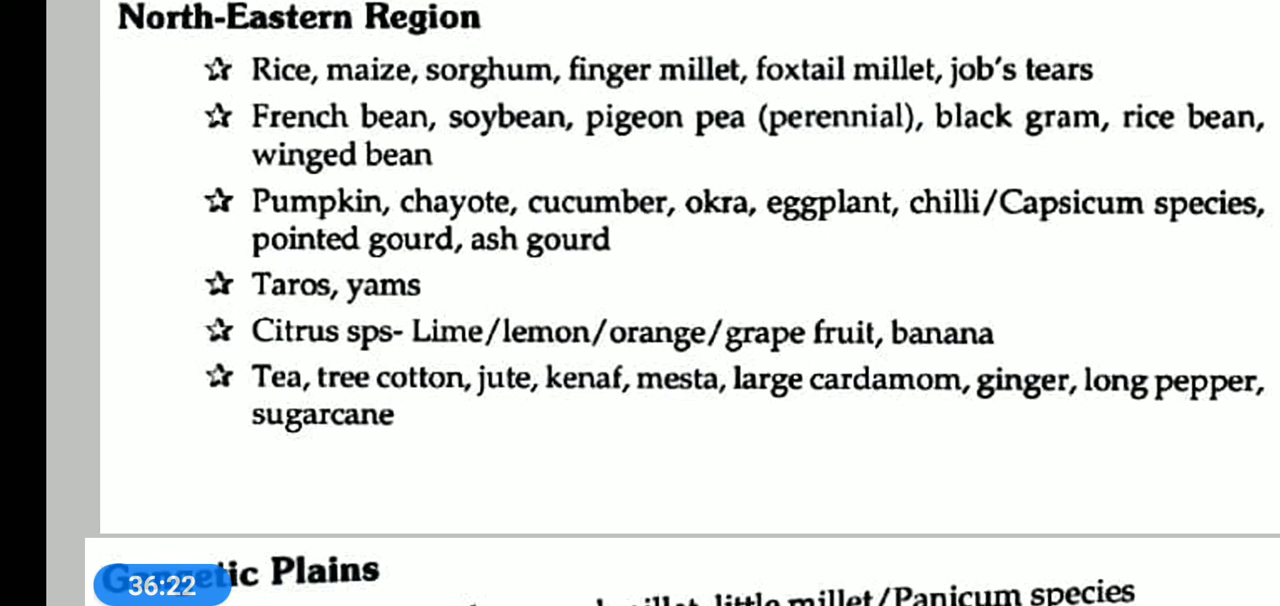 North-Eastern Region
☆ Rice, maize, sorghum, finger millet, foxtail millet, job's tears
☆ French bean, soybean, pigeon pea (perennial), black gram, rice bean,
winged bean
☆ Pumpkin, chayote, cucumber, okra, eggplant, chilli/Capsicum species,
pointed gourd, ash gourd
☆ Taros, yams
☆ Citrus sps- Lime/lemon/orange/grape fruit, banana
☆ Tea, tree cotton, jute, kenaf, mesta, large cardamom, ginger, long pepper,
sugarcane
Gangetic Plains
36:22
little millet/Panicum species